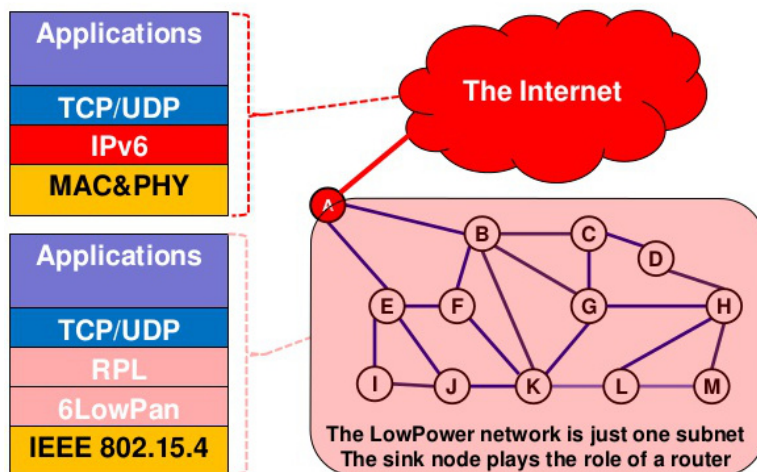 Applications
TCP/UDP
IPv6
MAC&PHY
The Internet
A
Applications
TCP/UDP
RPL
6LowPan
IEEE 802.15.4
B
C
D
E
F
G
H
I
J
K
L
M
The LowPower network is just one subnet
The sink node plays the role of a router